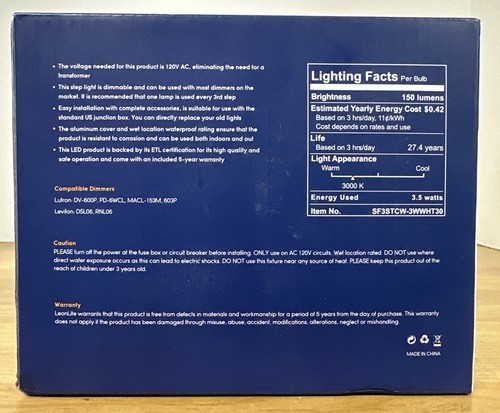 • The voltage needed for this product is 120V AC, eliminating the need for a
transformer
• This step light is dimmable and can be used with most dimmers on the
market. It is recommended that one lamp is used every 3rd step
• Easy installation with complete accessories, is suitable for use with the
standard US junction box. You can directly replace your old lights
• The aluminum cover and wet location waterproof rating ensure that the
product is resistant to corrosion and can be used both indoors and out
• This LED product is backed by its ETL certification for its high quality and
safe operation and come with an included 5-year warranty
Compatible Dimmers
Lutron: DV-600P, PD-6WCL, MACL-153M, 603P
Leviton: DSL06, RNL06
Lighting Facts Per Bulb
Brightness 150 lumens
Estimated Yearly Energy Cost $0.42
Based on 3 hrs/day, 11¢/kWh
Cost depends on rates and use
Life
Based on 3 hrs/day 27.4 years
Light Appearance
Warm Cool
3000 K
Energy Used 3.5 watts
Item No. SF3STCW-3WWHT30
Caution
PLEASE turn off the power at the fuse box or circuit breaker before installing. ONLY use on AC 120V circuits. Wet location rated. DO NOT use where
direct water exposure occurs as this can lead to electric shocks. DO NOT use this fixture near any source of heat. PLEASE keep this product out of the
reach of children under 3 years old.
Warranty
LeonLite warrants that this product is free from defects in materials and workmanship for a period of 5 years from the day of purchase. This warranty
does not apply if the product has been damaged through misuse, abuse, accident, modifications, alterations, neglect or mishandling.
MADE IN CHINA